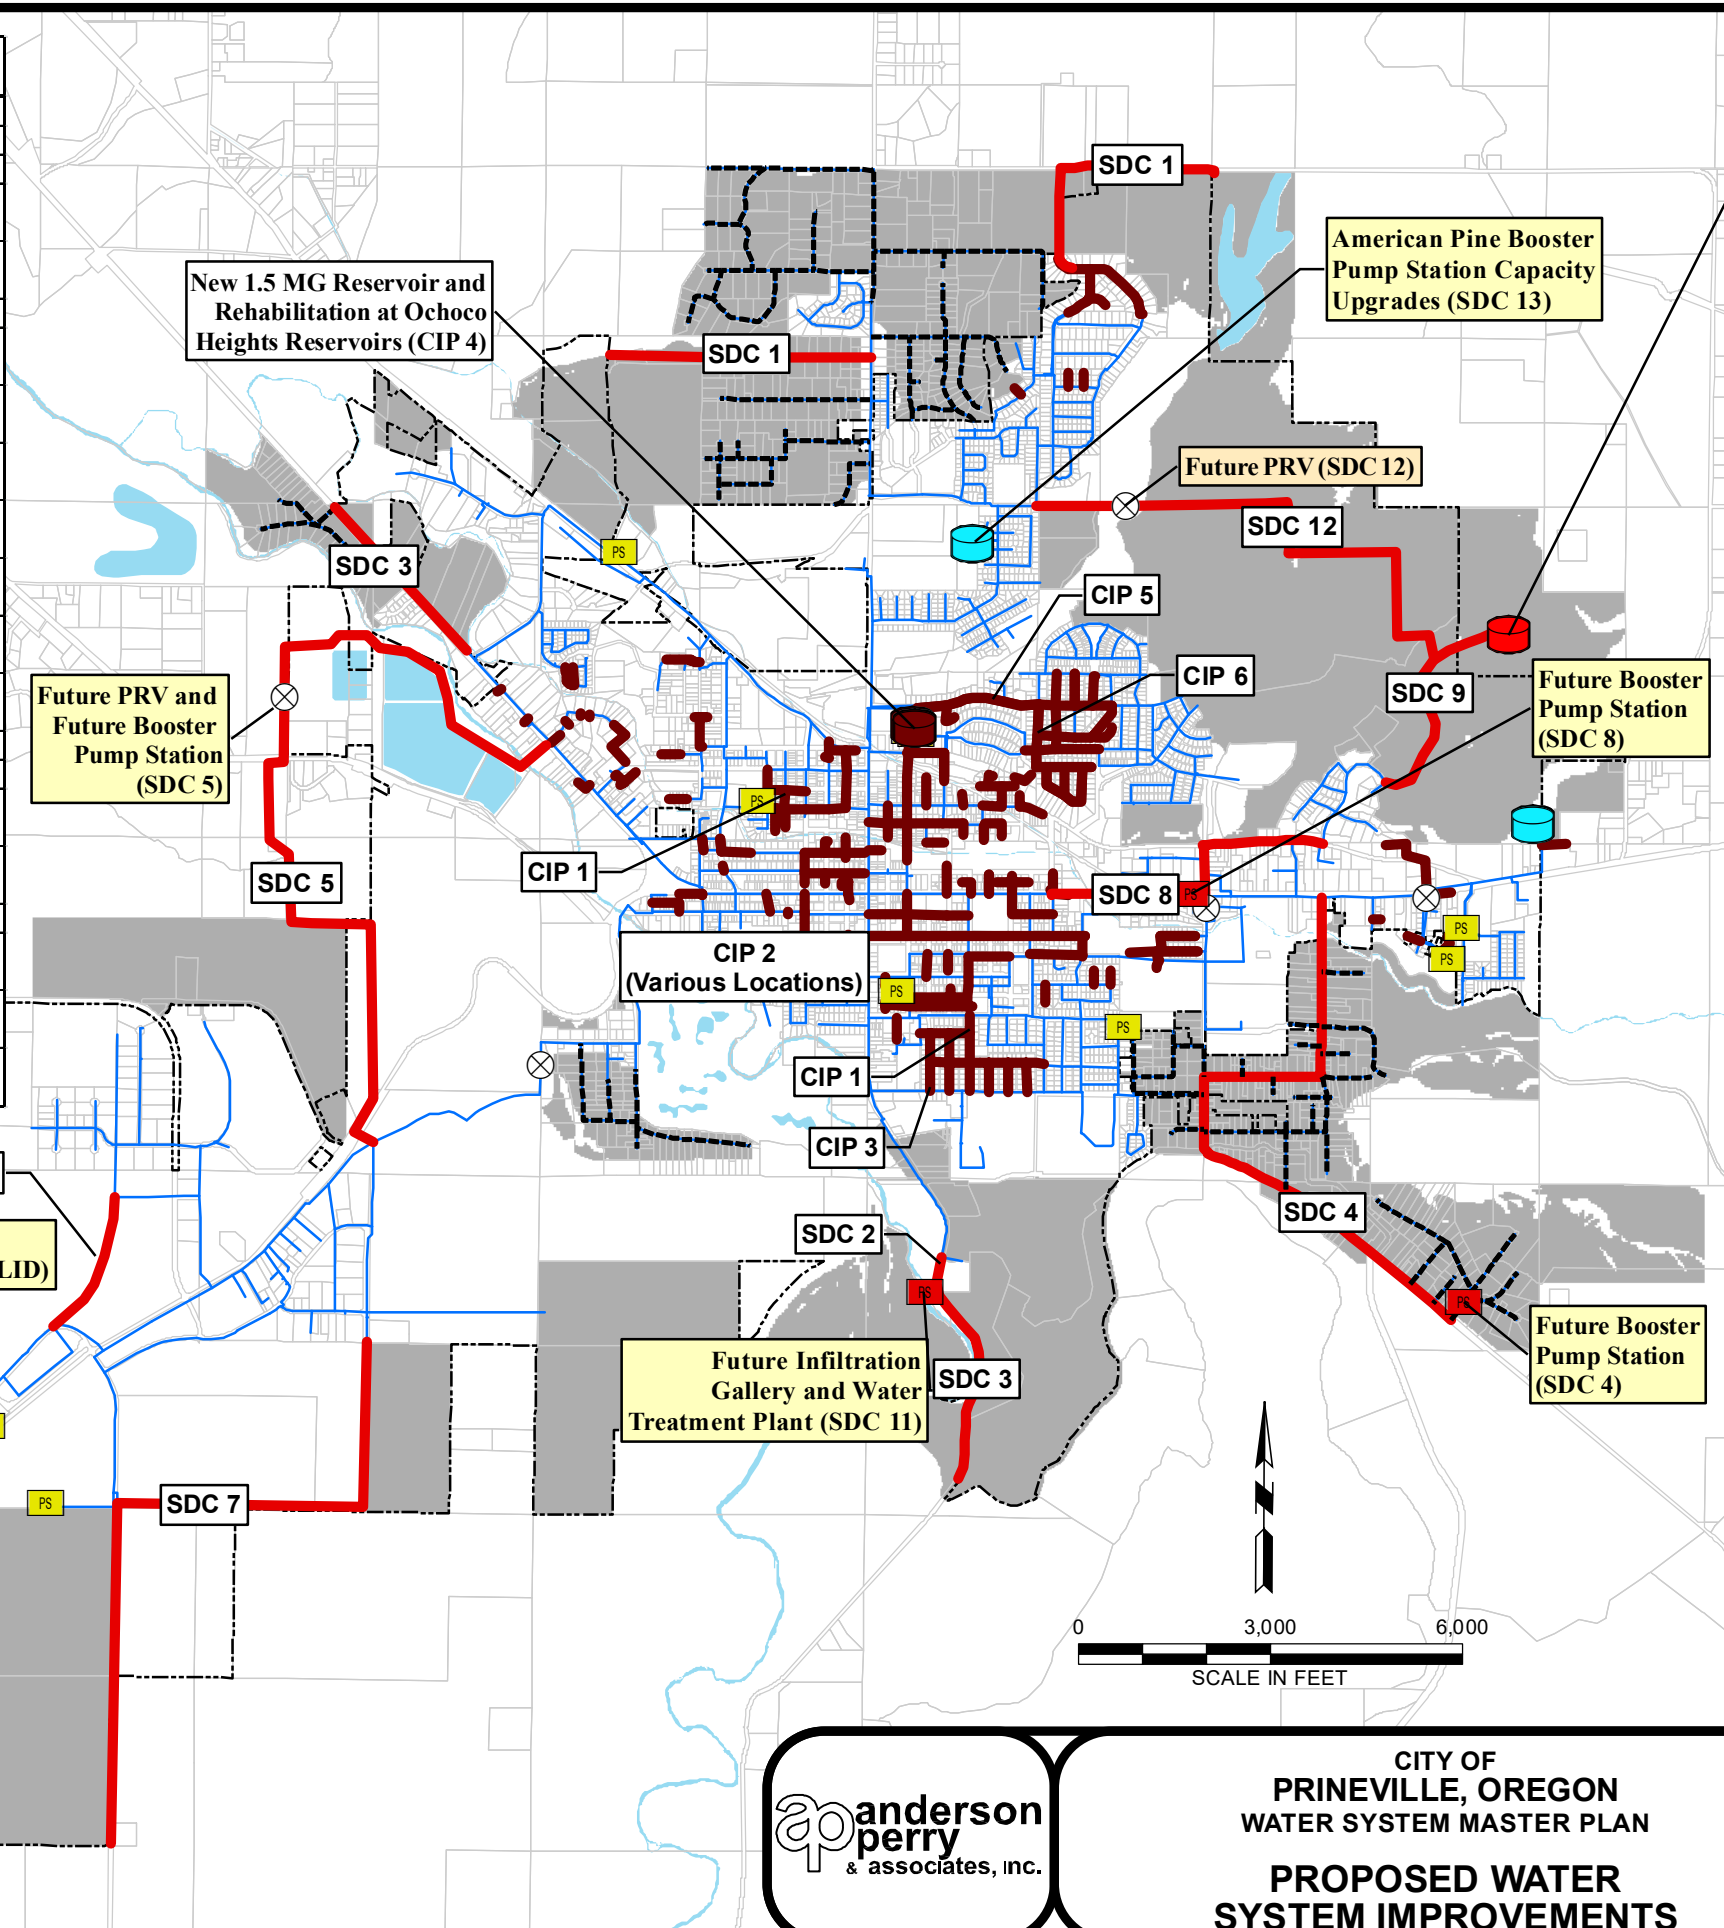 SDC 1
American Pine Booster
Pump Station Capacity
Upgrades (SDC 13)
New 1.5 MG Reservoir and
Rehabilitation at Ochoco
Heights Reservoirs (CIP 4)
SDC 1
Future PRV (SDC 12)
SDC 12
PS
SDC 3
CIP 5
CIP 6
SDC 9
Future Booster
Pump Station
(SDC 8)
Future PRV and
Future Booster
Pump Station
(SDC 5)
PS
CIP 1
SDC 5
SDC 8
PS
PS
PS
CIP 2
(Various Locations)
PS
PS
CIP 1
CIP 3
SDC 4
SDC 2
LID)
PS
PS
Future Booster
Pump Station
(SDC 4)
Future Infiltration
Gallery and Water
Treatment Plant (SDC 11)
SDC 3
PS
SDC 7
0 3,000 6,000
SCALE IN FEET
ap anderson
perry
& associates, inc.
CITY OF
PRINEVILLE, OREGON
WATER SYSTEM MASTER PLAN
PROPOSED WATER
SYSTEM IMPROVEMENTS